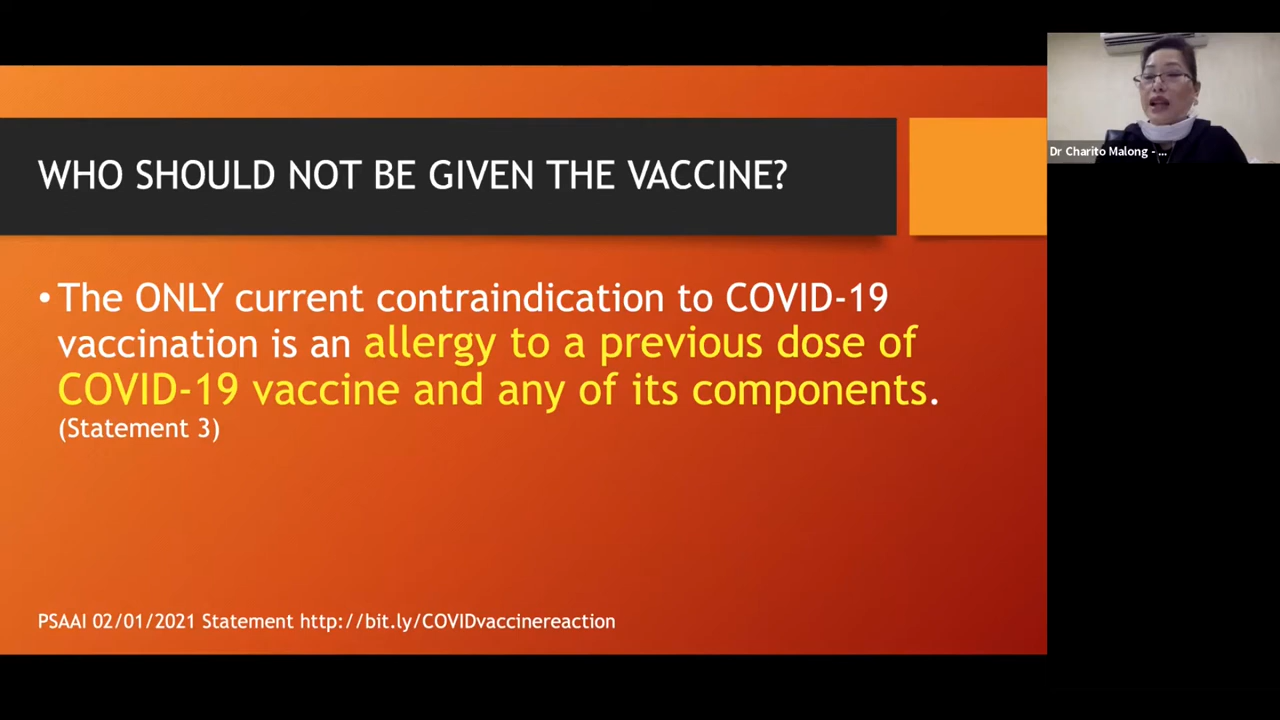 WHO SHOULD NOT BE GIVEN THE VACCINE?
• The ONLY current contraindication to COVID-19
vaccination is an allergy to a previous dose of
COVID-19 vaccine and any of its components.
(Statement 3)
PSAAI 02/01/2021 Statement http://bit.ly/COVIDvaccinereaction
Dr Charito Malong - ...